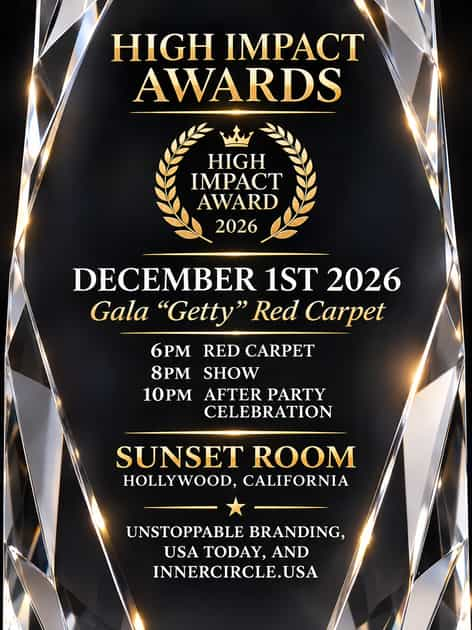 HIGH IMPACT
AWARDS
HIGH
IMPACT
AWARD
2026
DECEMBER 1ST 2026
Gala “Getty” Red Carpet
6PM RED CARPET
8PM SHOW
10PM AFTER PARTY
CELEBRATION
SUNSET ROOM
HOLLYWOOD, CALIFORNIA
UNSTOPPABLE BRANDING,
USA TODAY, AND
INNERCIRCLE.USA